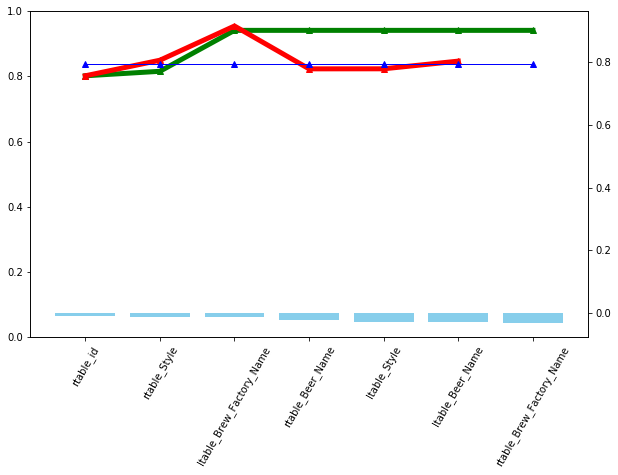 1.0
0.8
0.6
0.4
0.2
0.0
0.8
0.6
0.4
0.2
0.0
rtable_id
rtable_Style
ltable_Brew_Factory_Name
rtable_Beer_Name
ltable_Style
ltable_Beer_Name
rtable_Brew_Factory_Name